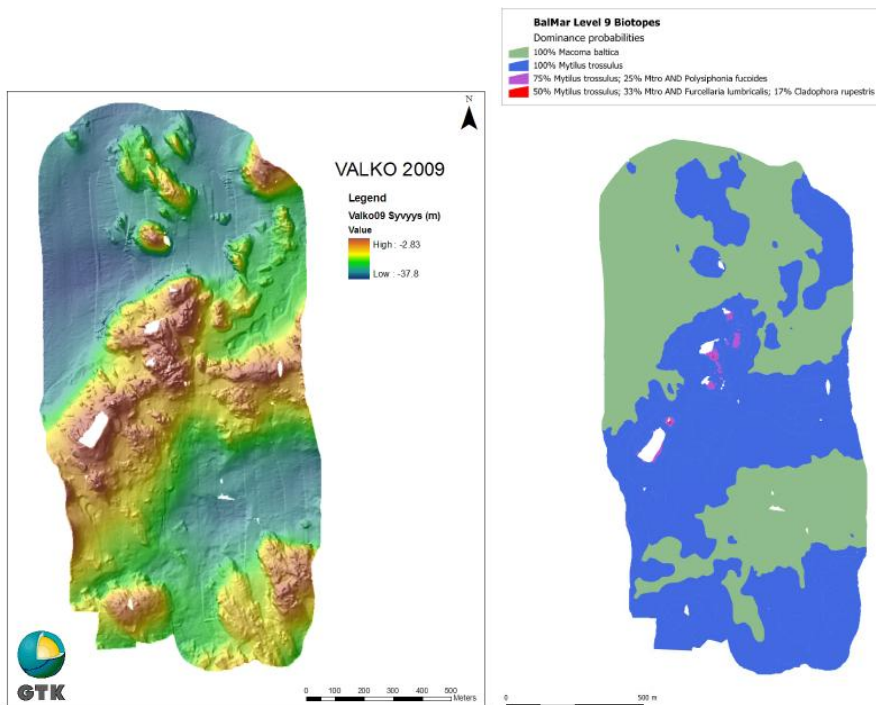 N
VALKO 2009
Legend
Valko09 Syvyys (m)
Value
High : -2.83
Low : -37.8
GTK
0 100 200 300 400 500
Meters
BalMar Level 9 Biotopes
Dominance probabilities
100% Macoma baltica
100% Mytilus trossulus
75% Mytilus trossulus; 25% Mtro AND Polysiphonia fucoides
50% Mytilus trossulus; 33% Mtro AND Furcellaria lumbricalis; 17% Cladophora rupestris
0 500 m